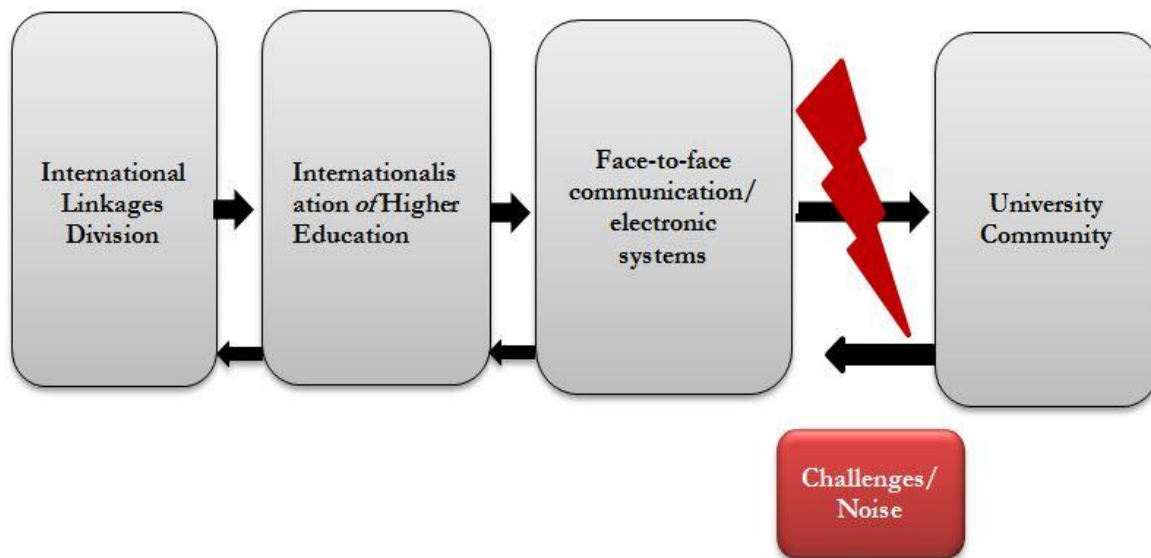 International
Linkages
Division
Internationalis
ation of Higher
Education
Face-to-face
communication/
electronic
systems
University
Community
Challenges/
Noise